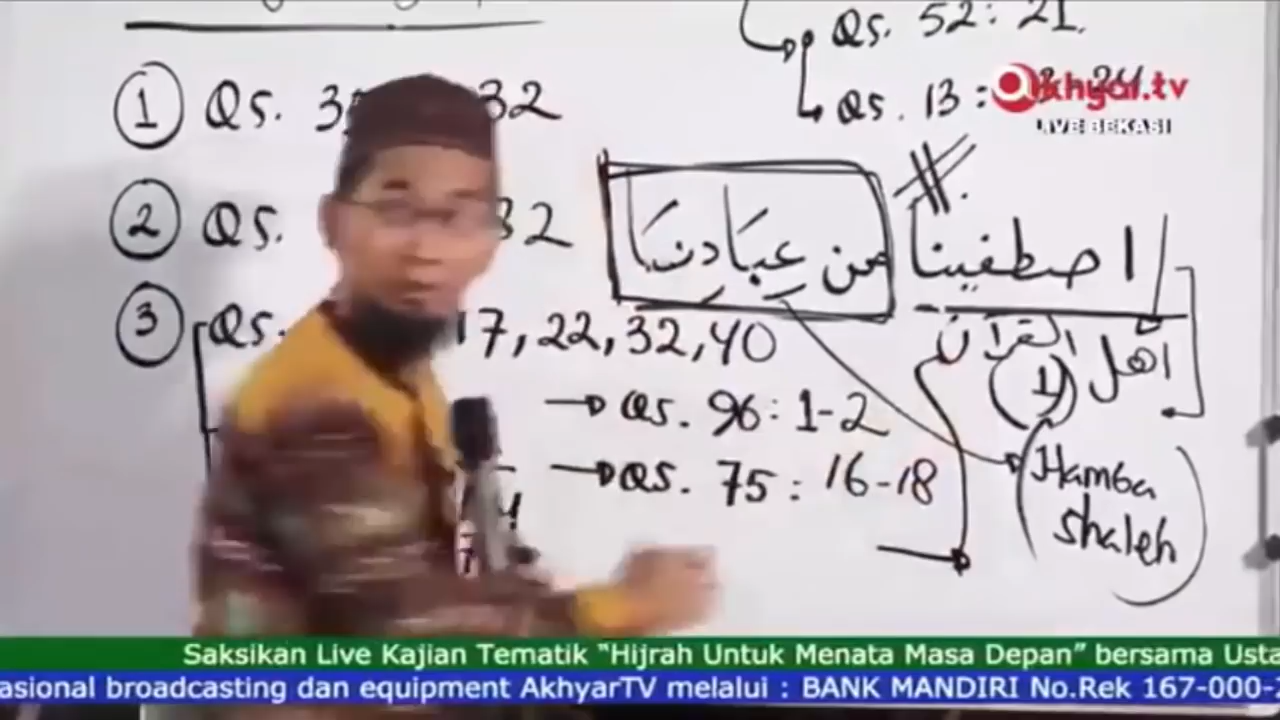 Qs. 52 : 21.
Qs. 13 :
Akhyar.tv
LIVE BEKASI
1 Qs. 32
2 Qs. 32
اصطفينا من عِبَادِنَا
3 Qs. 17, 22, 32, 40
اهل القرآن
(1)
→ Qs. 96 : 1-2
→ Qs. 75 : 16-18
Hamba
shaleh
Saksikan Live Kajian Tematik "Hijrah Untuk Menata Masa Depan" bersama Usta
asional broadcasting dan equipment AkhyarTV melalui : BANK MANDIRI No.Rek 167-000-